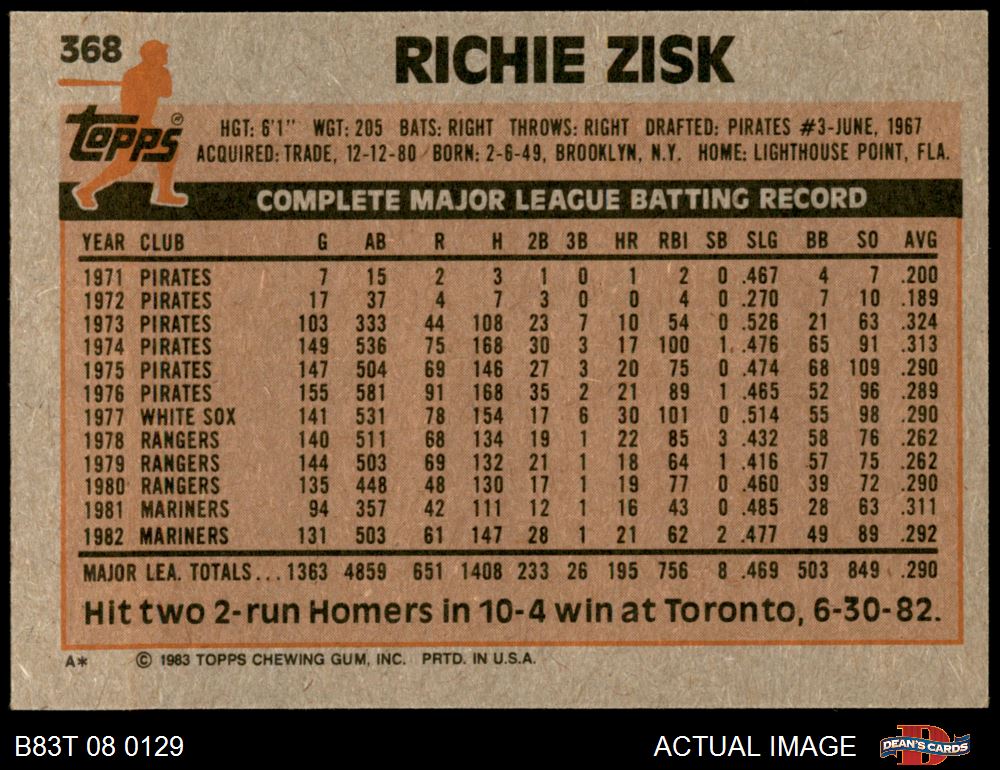 368
RICHIE ZISK
Topps®
HGT: 6'1" WGT: 205 BATS: RIGHT THROWS: RIGHT DRAFTED: PIRATES #3-JUNE, 1967
ACQUIRED: TRADE, 12-12-80 BORN: 2-6-49, BROOKLYN, N.Y. HOME: LIGHTHOUSE POINT, FLA.
COMPLETE MAJOR LEAGUE BATTING RECORD
YEAR CLUB G AB R H 2B 3B HR RBI SB SLG BB SO AVG
1971 PIRATES 7 15 2 3 1 0 1 2 0 .467 4 7 .200
1972 PIRATES 17 37 4 7 3 0 0 4 0 .270 7 10 .189
1973 PIRATES 103 333 44 108 23 7 10 54 0 .526 21 63 .324
1974 PIRATES 149 536 75 168 30 3 17 100 1 .476 65 91 .313
1975 PIRATES 147 504 69 146 27 3 20 75 0 .474 68 109 .290
1976 PIRATES 155 581 91 168 35 2 21 89 1 .465 52 96 .289
1977 WHITE SOX 141 531 78 154 17 6 30 101 0 .514 55 98 .290
1978 RANGERS 140 511 68 134 19 1 22 85 3 .432 58 76 .262
1979 RANGERS 144 503 69 132 21 1 18 64 1 .416 57 75 .262
1980 RANGERS 135 448 48 130 17 1 19 77 0 .460 39 72 .290
1981 MARINERS 94 357 42 111 12 1 16 43 0 .485 28 63 .311
1982 MARINERS 131 503 61 147 28 1 21 62 2 .477 49 89 .292
MAJOR LEA. TOTALS... 1363 4859 651 1408 233 26 195 756 8 .469 503 849 .290
Hit two 2-run Homers in 10-4 win at Toronto, 6-30-82.
A* © 1983 TOPPS CHEWING GUM, INC. PRTD. IN U.S.A.
B83T 08 0129 ACTUAL IMAGE
D
DEAN'S CARDS